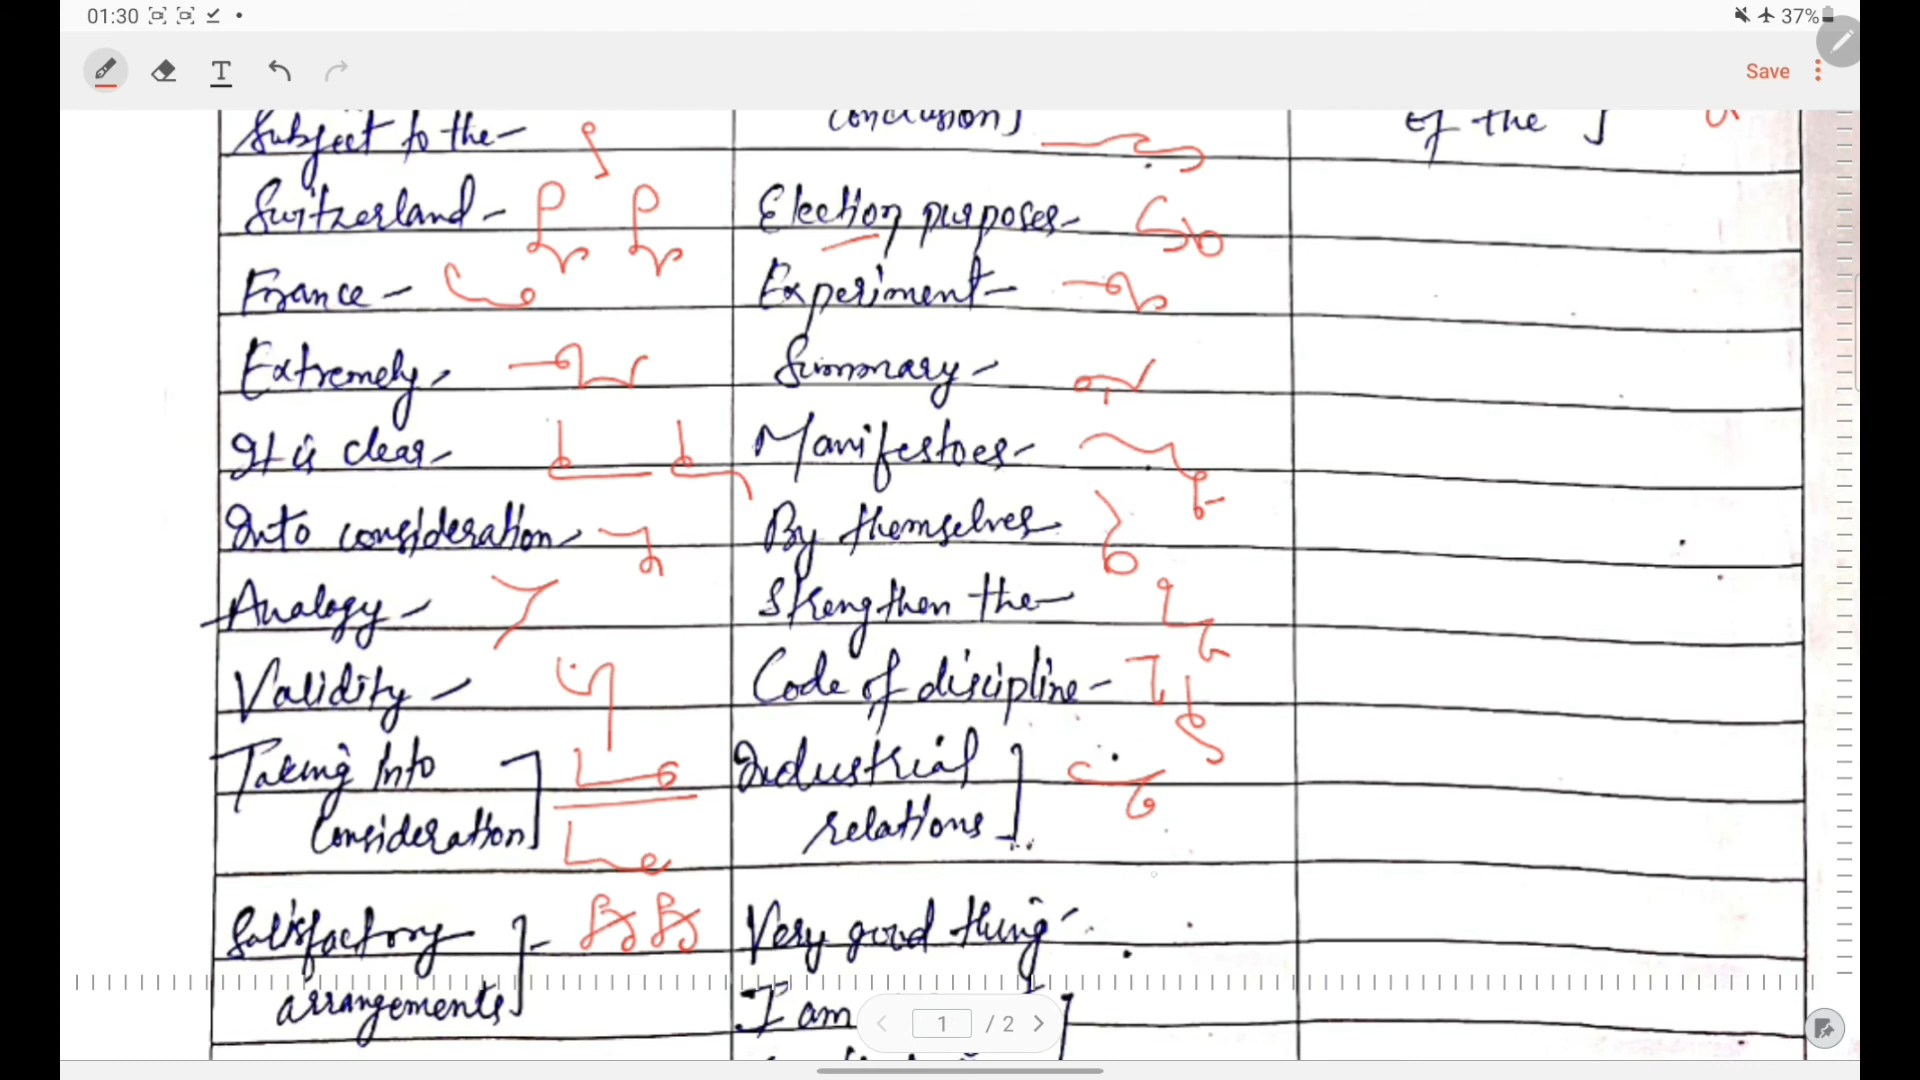 01:30
37%
Save
Subject to the-
Conclusion]
of the ]
Switzerland-
Election purposes-
France-
Experiment-
Extremely-
Summary-
It is clear-
Manifestoes-
Into consideration-
By themselves-
Analogy-
Strengthen the-
Validity-
Code of discipline-
Taking Into
Consideration]
Industrial
relations]
Satisfactory
arrangements]-
Very good thing-
I am
1 / 2